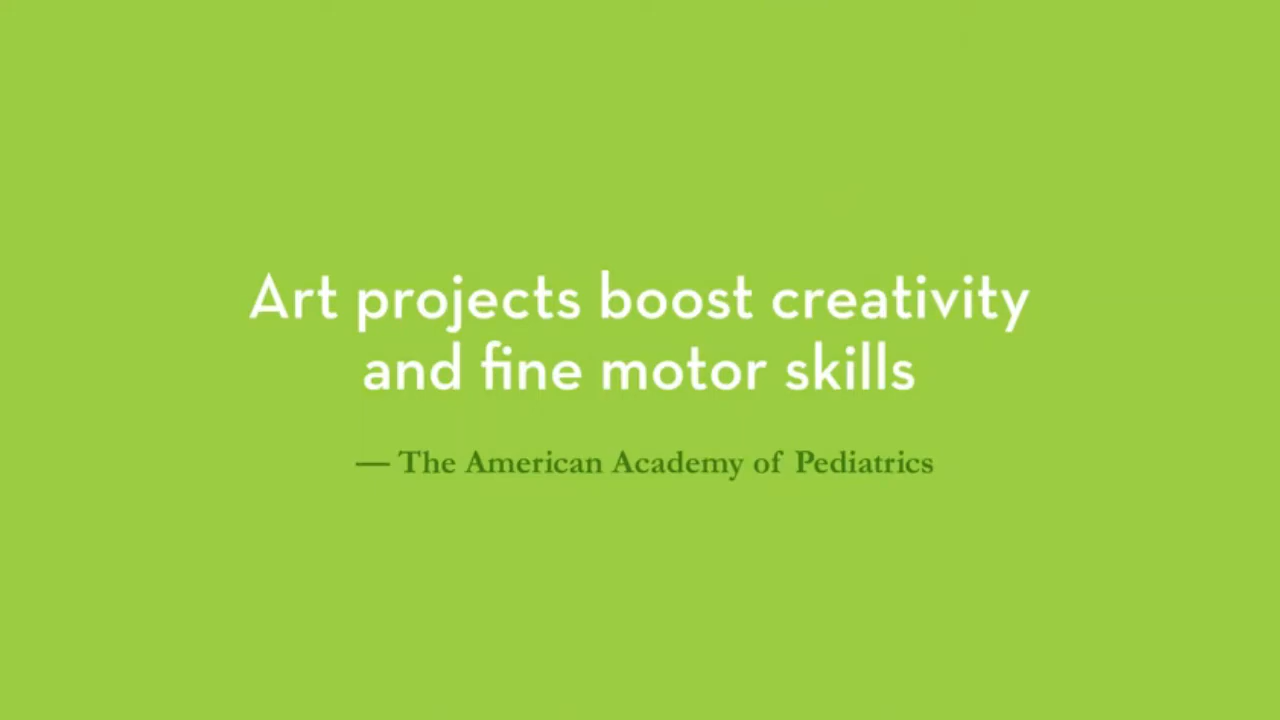 Art projects boost creativity
and fine motor skills
— The American Academy of Pediatrics